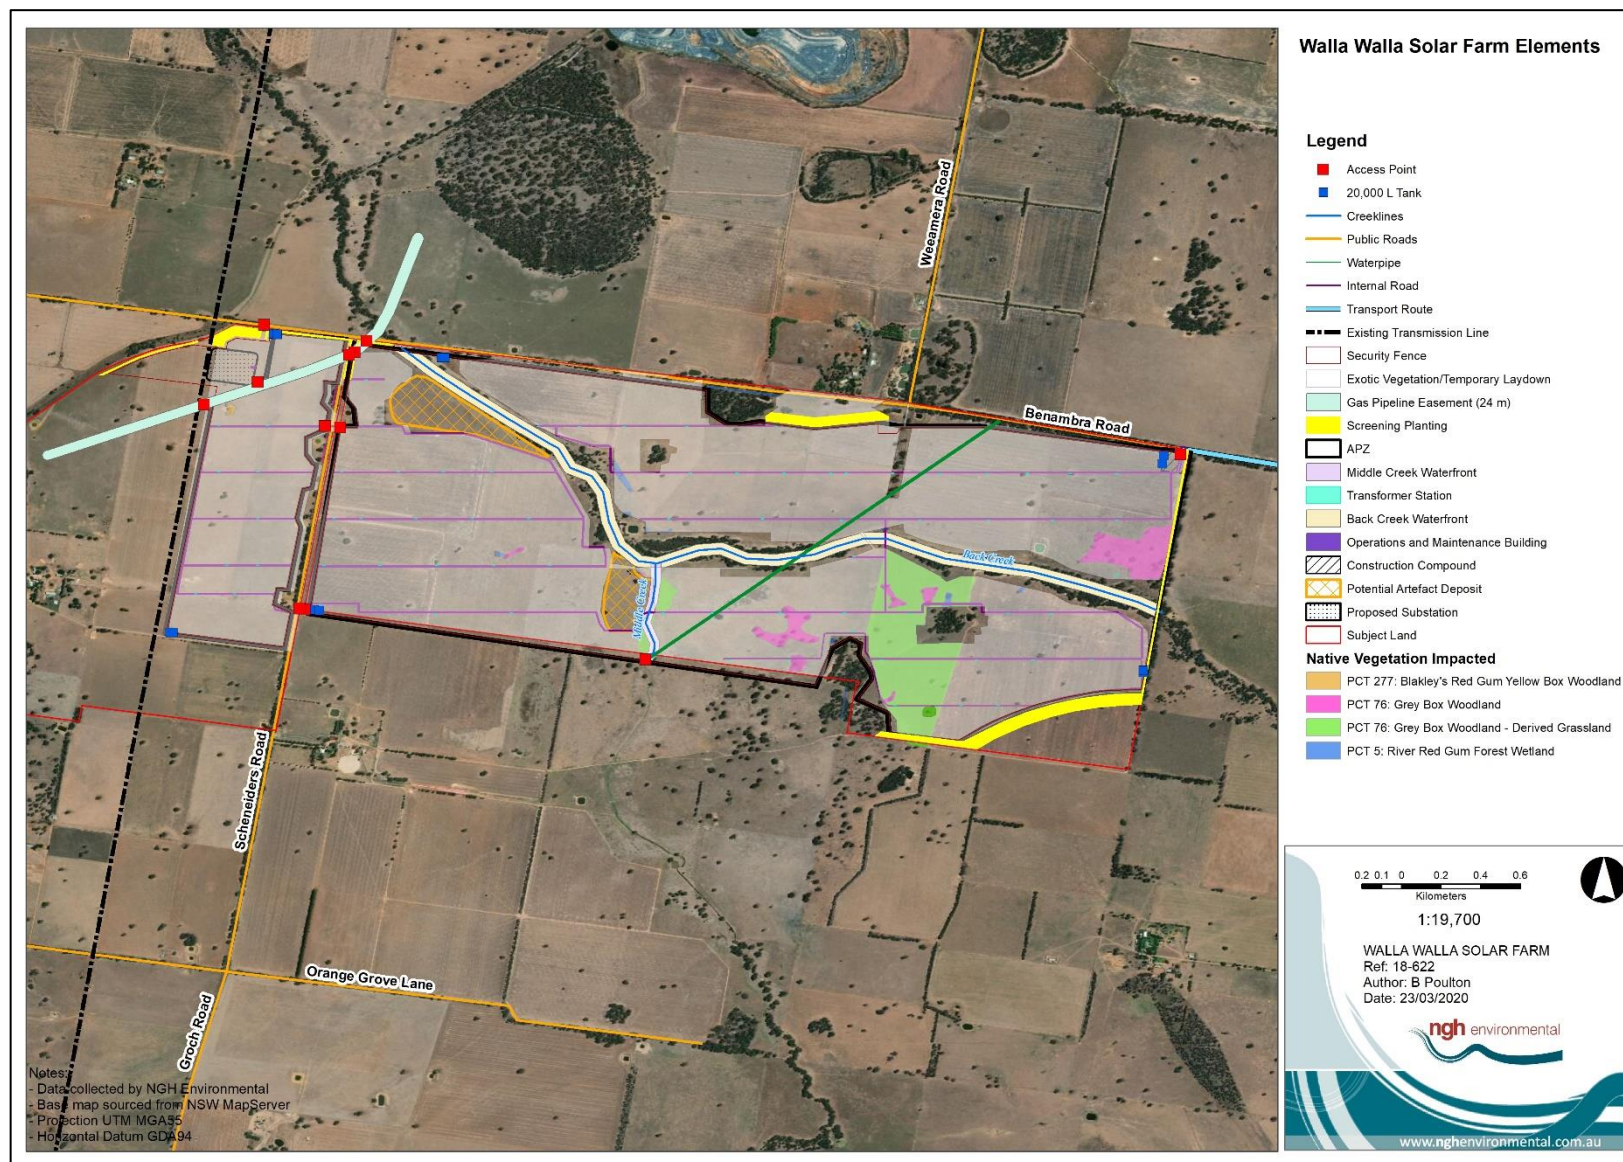 Walla Walla Solar Farm Elements
Legend
Access Point
20,000 L Tank
Creeklines
Public Roads
Waterpipe
Internal Road
Transport Route
Existing Transmission Line
Security Fence
Exotic Vegetation/Temporary Laydown
Gas Pipeline Easement (24 m)
Screening Planting
APZ
Middle Creek Waterfront
Transformer Station
Back Creek Waterfront
Operations and Maintenance Building
Construction Compound
Potential Artefact Deposit
Proposed Substation
Subject Land
Native Vegetation Impacted
PCT 277: Blakley's Red Gum Yellow Box Woodland
PCT 76: Grey Box Woodland
PCT 76: Grey Box Woodland - Derived Grassland
PCT 5: River Red Gum Forest Wetland
Weeamera Road
Benambra Road
Back Creek
Middle Creek
Scheneiders Road
Orange Grove Lane
Groch Road
Notes:
- Data collected by NGH Environmental
- Base map sourced from NSW MapServer
- Projection UTM MGA55
- Horizontal Datum GDA94
0.2 0.1 0 0.2 0.4 0.6
Kilometers
1:19,700
WALLA WALLA SOLAR FARM
Ref: 18-622
Author: B Poulton
Date: 23/03/2020
ngh environmental
www.nghenvironmental.com.au